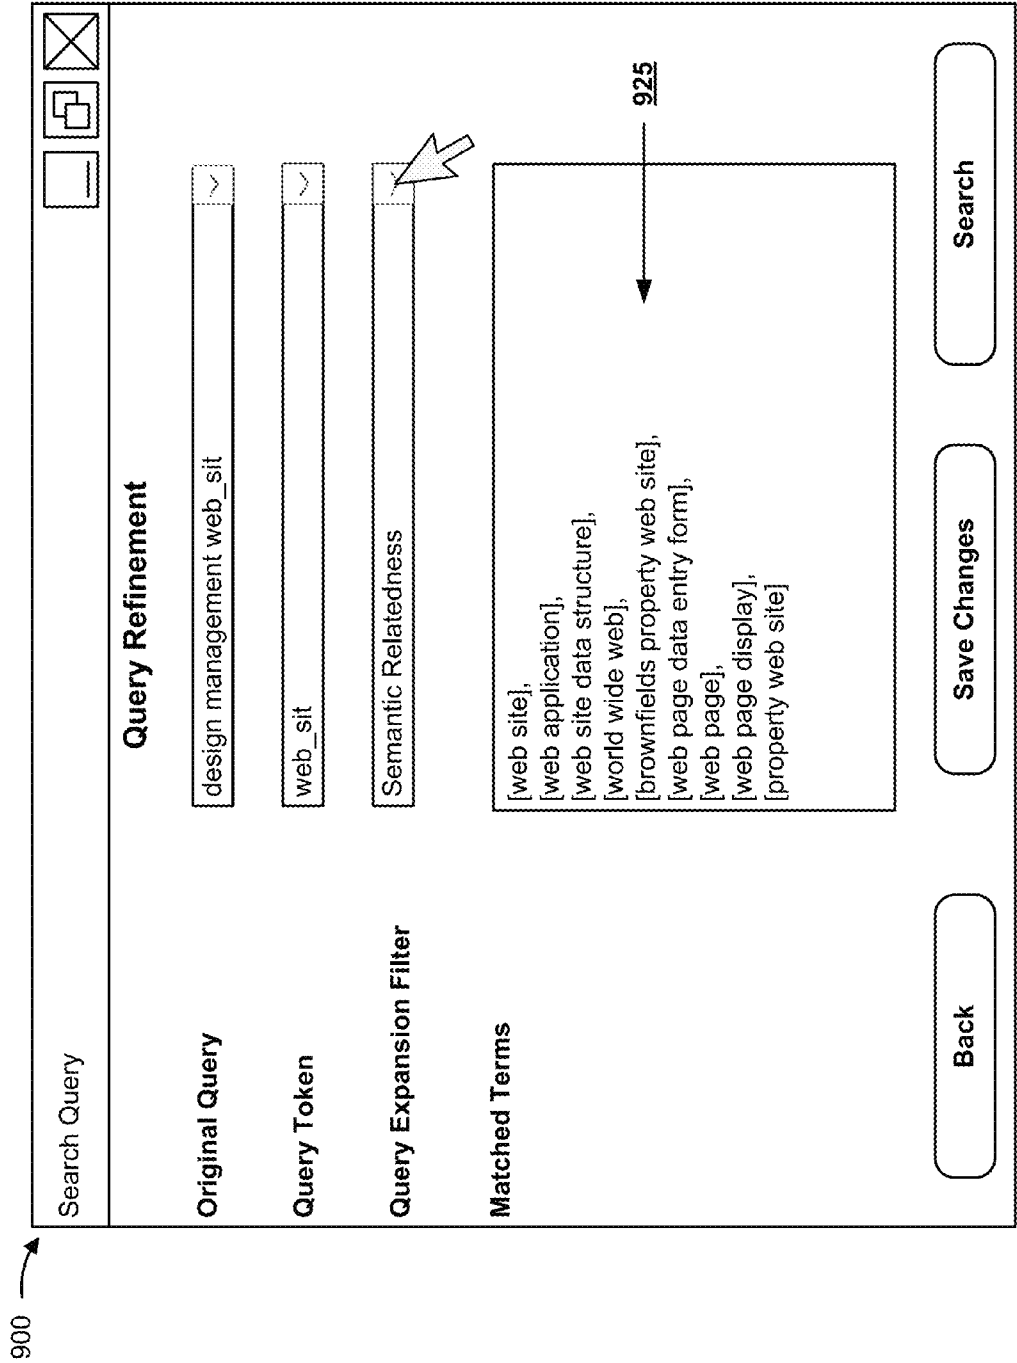 900
Search Query
Query Refinement
Original Query
design management web_sit
Query Token
web_sit
Query Expansion Filter
Semantic Relatedness
Matched Terms
[web site],
[web application],
[web site data structure],
[world wide web],
[brownfields property web site],
[web page data entry form],
[web page],
[web page display],
[property web site]
925
Back
Save Changes
Search